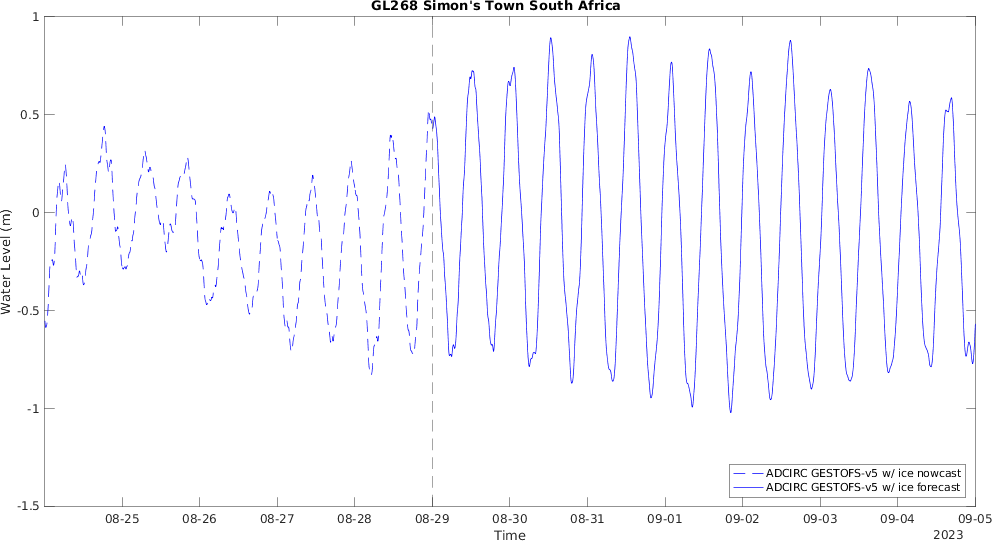 GL268 Simon's Town South Africa
1
0.5
0
-0.5
-1
-1.5
Water Level (m)
ADCIRC GESTOFS-v5 w/ ice nowcast
ADCIRC GESTOFS-v5 w/ ice forecast
08-25 08-26 08-27 08-28 08-29 08-30 08-31 09-01 09-02 09-03 09-04 09-05
Time
2023